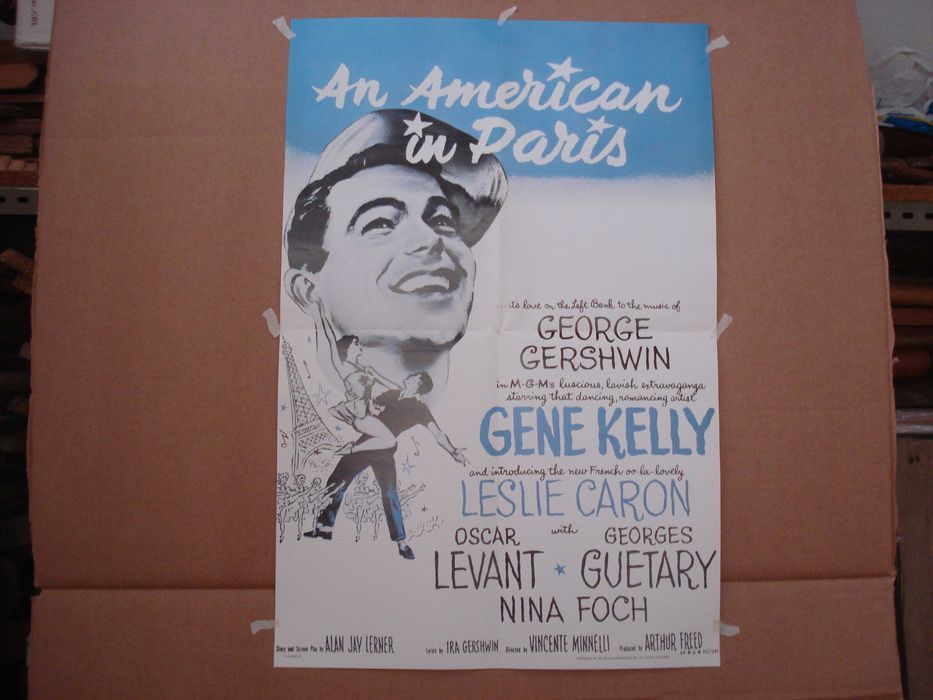 An American
in Paris
...it's love on the Left Bank to the music of
GEORGE
GERSHWIN
in M-G-M's luscious, lavish extravaganza
starring that dancing, romancing artist
GENE KELLY
and introducing the new French oo-la-lovely
LESLIE CARON
with
OSCAR LEVANT ★ GEORGES GUETARY
NINA FOCH
Story and Screen Play by ALAN JAY LERNER Lyrics by IRA GERSHWIN Directed by VINCENTE MINNELLI Produced by ARTHUR FREED
AN M-G-M PICTURE